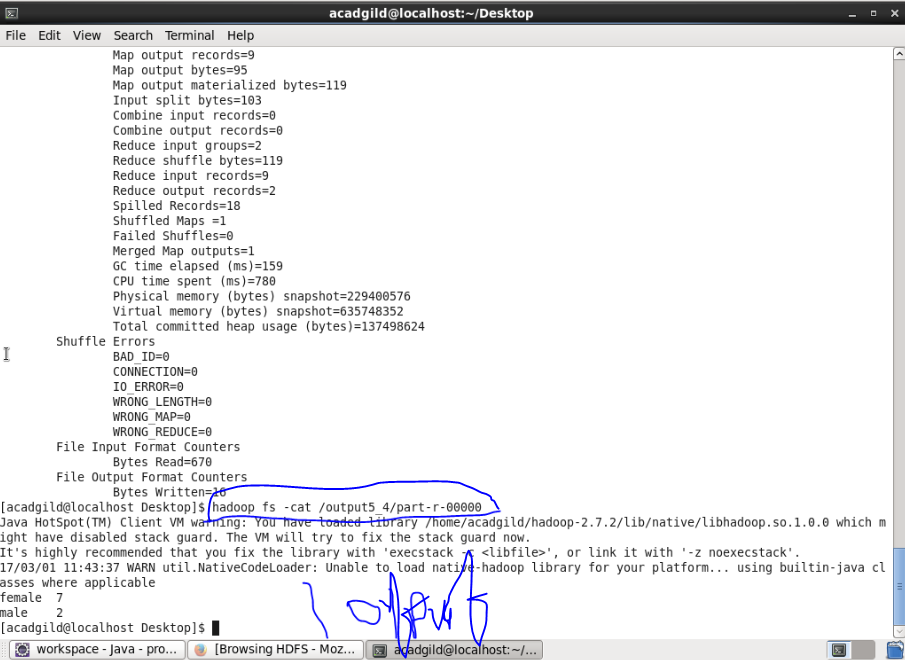 acadgild@localhost:~/Desktop
File Edit View Search Terminal Help
Map output records=9
Map output bytes=95
Map output materialized bytes=119
Input split bytes=103
Combine input records=0
Combine output records=0
Reduce input groups=2
Reduce shuffle bytes=119
Reduce input records=9
Reduce output records=2
Spilled Records=18
Shuffled Maps =1
Failed Shuffles=0
Merged Map outputs=1
GC time elapsed (ms)=159
CPU time spent (ms)=780
Physical memory (bytes) snapshot=229400576
Virtual memory (bytes) snapshot=635748352
Total committed heap usage (bytes)=137498624
Shuffle Errors
BAD_ID=0
CONNECTION=0
IO_ERROR=0
WRONG_LENGTH=0
WRONG_MAP=0
WRONG_REDUCE=0
File Input Format Counters
Bytes Read=670
File Output Format Counters
Bytes Written=16
[acadgild@localhost Desktop]$ hadoop fs -cat /output5_4/part-r-00000
Java HotSpot(TM) Client VM warning: You have loaded library /home/acadgild/hadoop-2.7.2/lib/native/libhadoop.so.1.0.0 which m
ight have disabled stack guard. The VM will try to fix the stack guard now.
It's highly recommended that you fix the library with 'execstack -c <libfile>', or link it with '-z noexecstack'.
17/03/01 11:43:37 WARN util.NativeCodeLoader: Unable to load native-hadoop library for your platform... using builtin-java cl
asses where applicable
female 7
male 2
output
[acadgild@localhost Desktop]$
workspace - Java - pro...
[Browsing HDFS - Moz...
acadgild@localhost:~/...